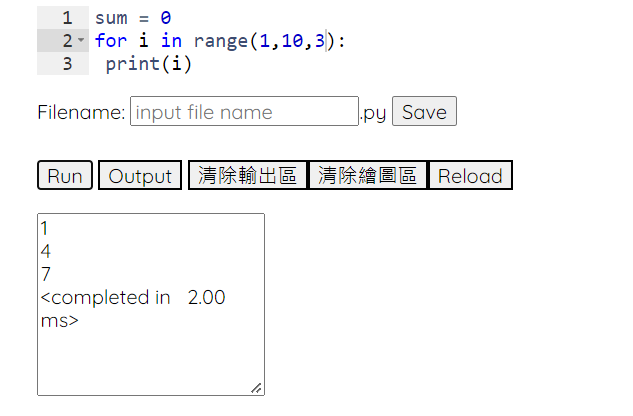 1 sum = 0
2 for i in range(1,10,3):
3 print(i)
Filename: input file name .py Save
Run Output 清除輸出區 清除繪圖區 Reload
1
4
7
<completed in 2.00
ms>